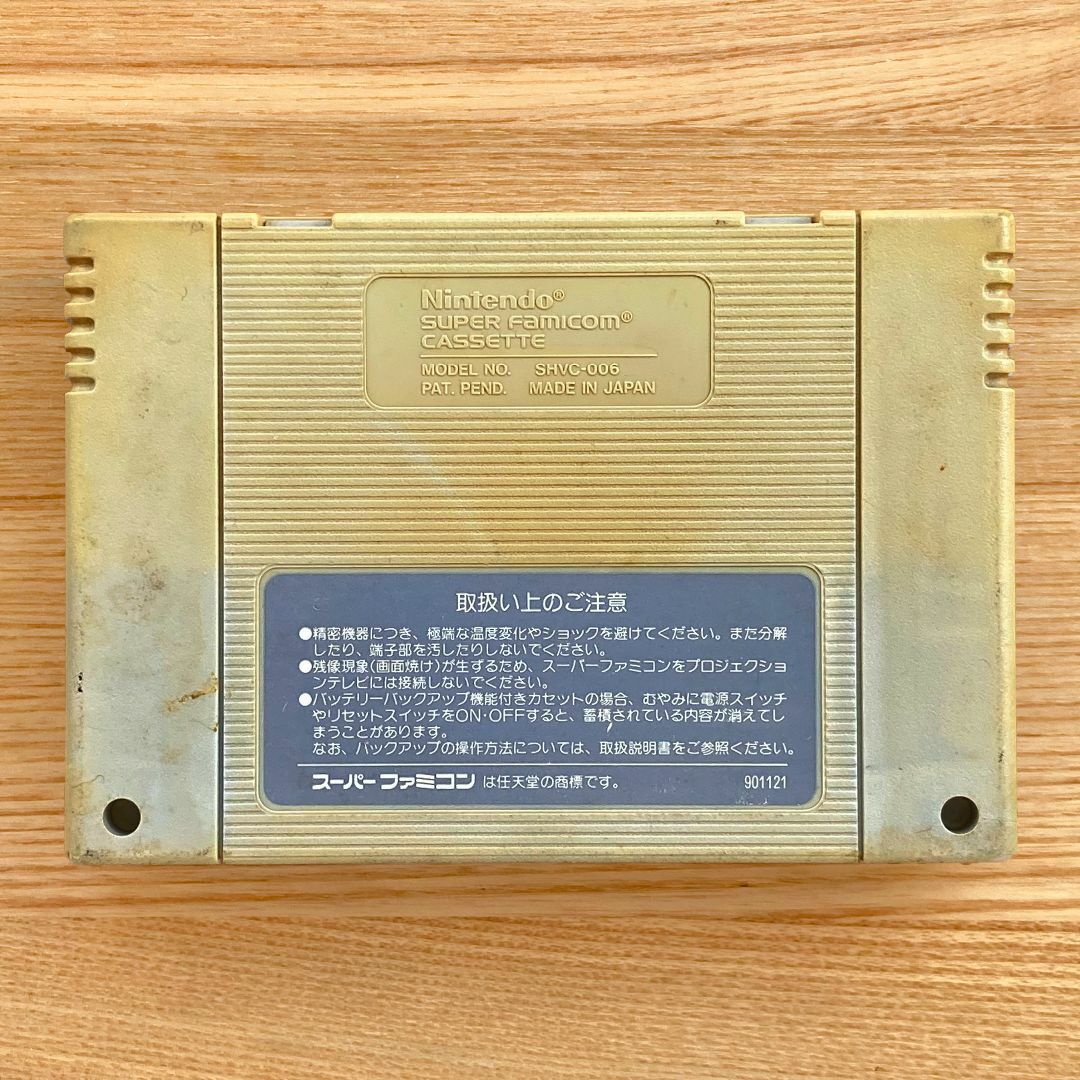 Nintendo®
SUPER FAMICOM®
CASSETTE
MODEL NO. SHVC-006
PAT. PEND. MADE IN JAPAN
取扱い上のご注意
●精密機器につき、極端な温度変化やショックを避けてください。また分解
したり、端子部を汚したりしないでください。
●残像現象(画面焼け)が生ずるため、スーパーファミコンをプロジェクショ
ンテレビには接続しないでください。
●バッテリーバックアップ機能付きカセットの場合、むやみに電源スイッチ
やリセットスイッチをON・OFFすると、蓄積されている内容が消えてし
まうことがあります。
なお、バックアップの操作方法については、取扱説明書をご参照ください。
スーパーファミコン は任天堂の商標です。 901121